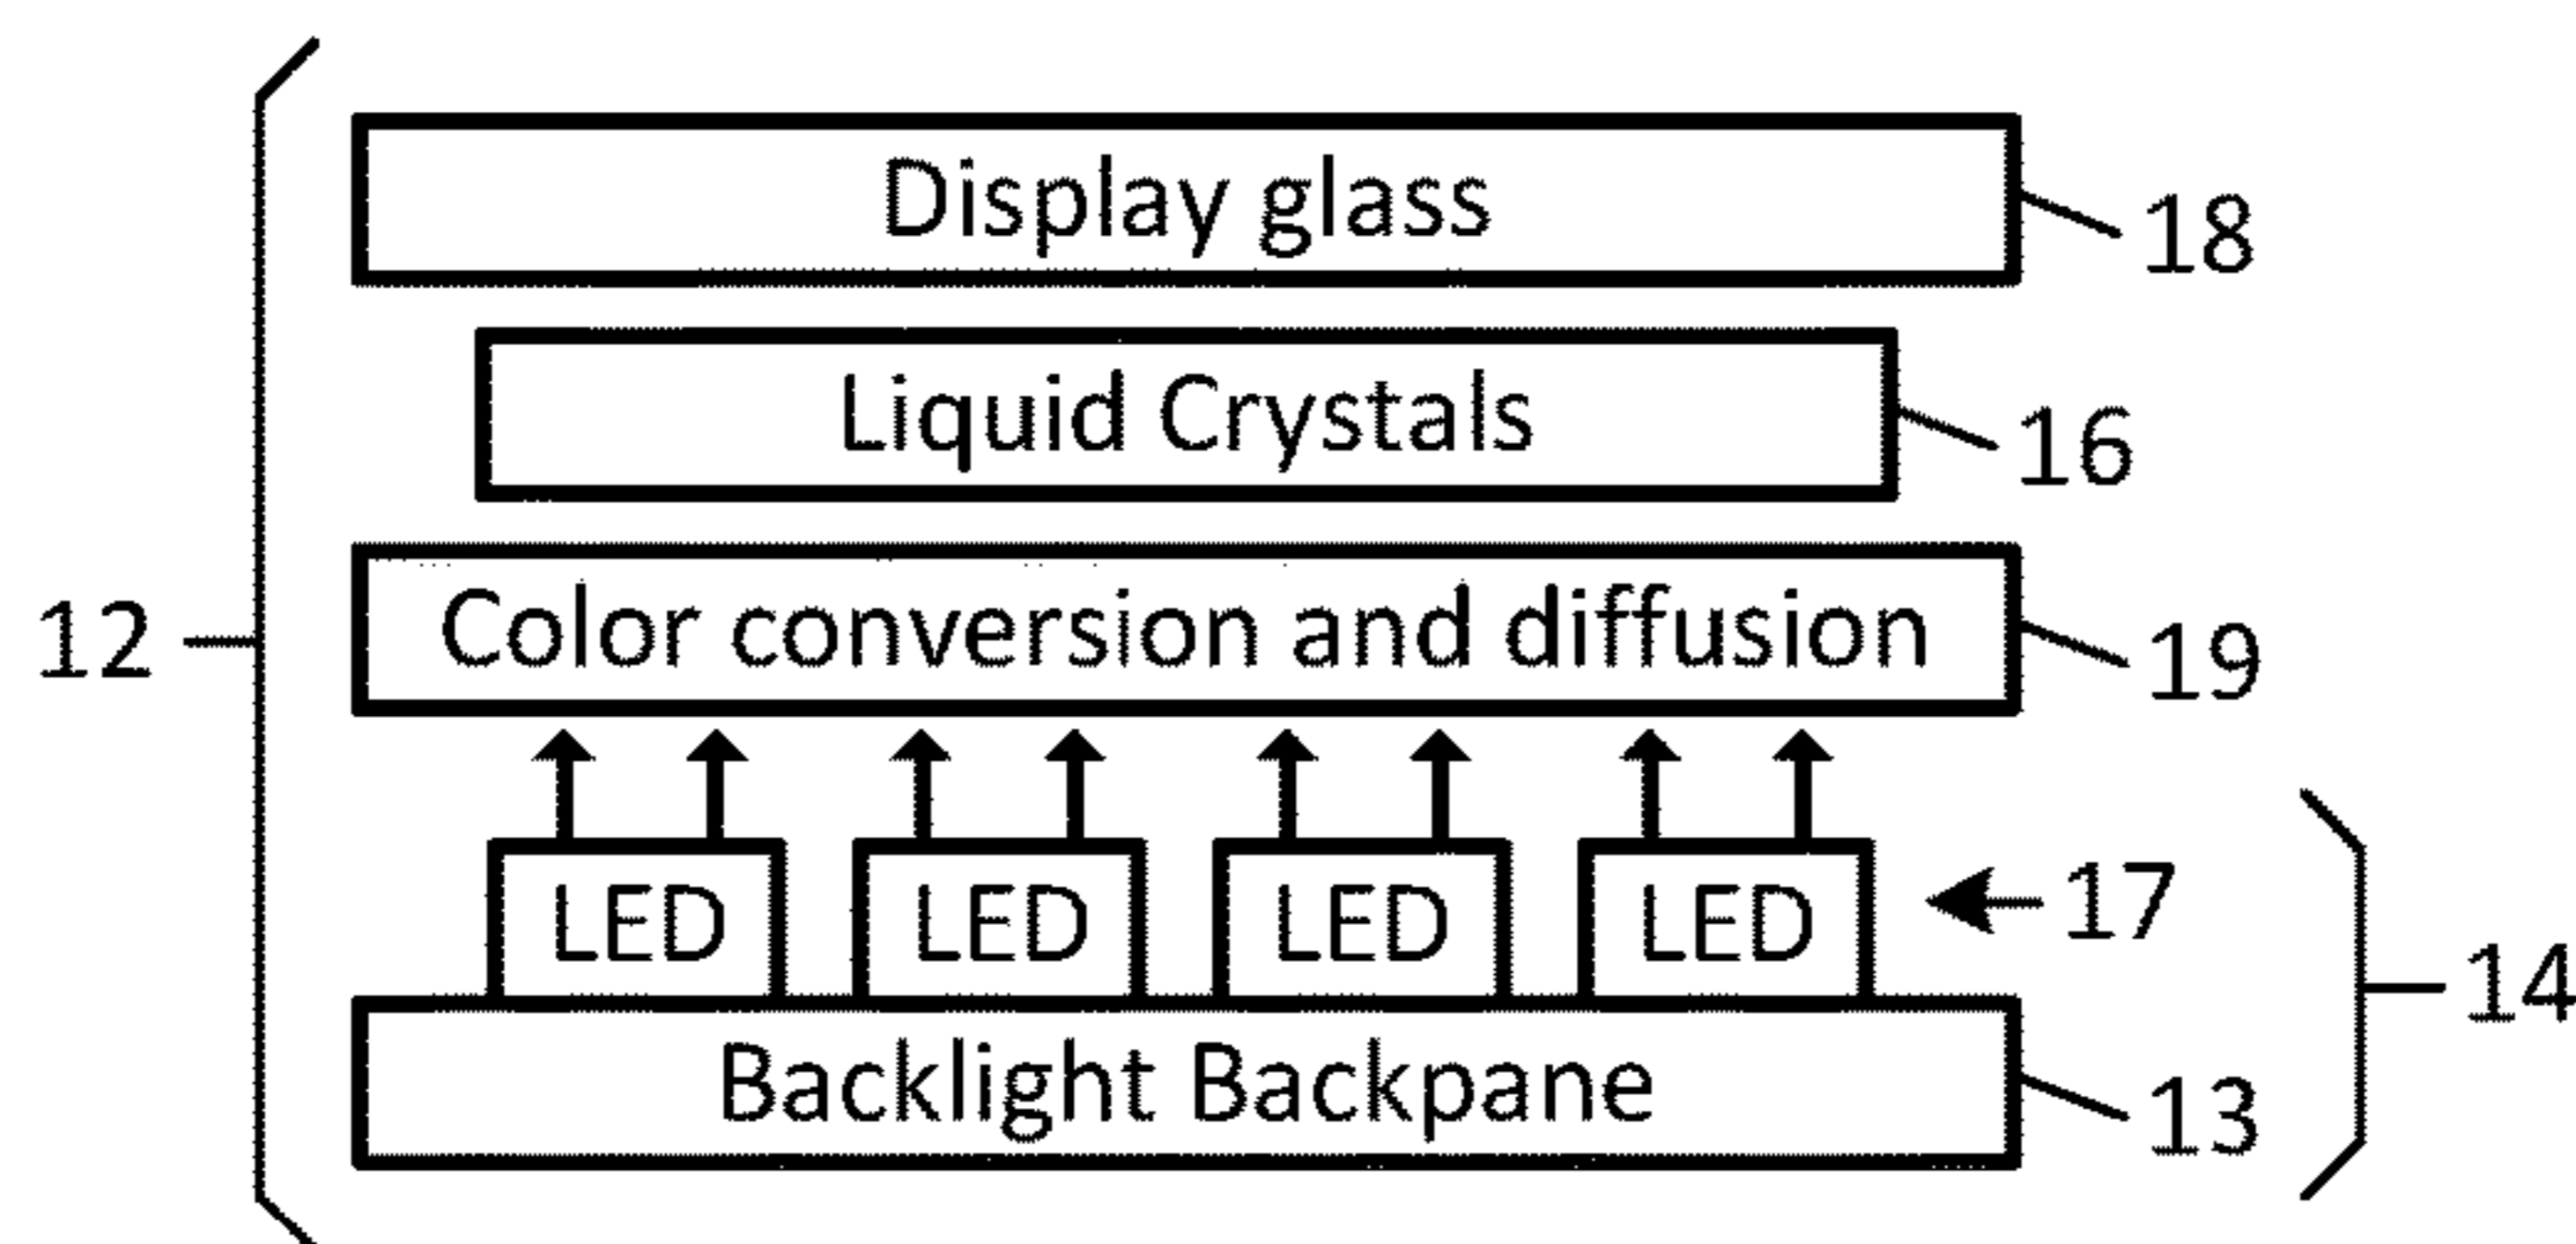 Display glass
18
Liquid Crystals
16
12
Color conversion and diffusion
19
LED LED LED LED
17
14
Backlight Backpane
13